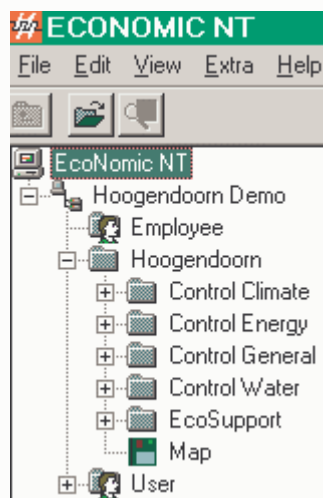 ECONOMIC NT
File Edit View Extra Help
EcoNomic NT
Hoogendoorn Demo
Employee
Hoogendoorn
Control Climate
Control Energy
Control General
Control Water
EcoSupport
Map
User